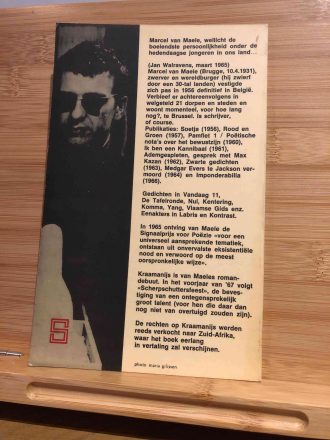 Marcel van Maele, wellicht de
boeiendste persoonlijkheid onder de
hedendaagse jongeren in ons land...
(Jan Walravens, maart 1965)
Marcel van Maele (Brugge, 10.4.1931),
zwerver en wereldburger (hij zwierf
door een 30-tal landen) vestigde
zich pas in 1956 definitief in België.
Verbleef er achtereenvolgens in
welgeteld 21 dorpen en steden en
woont momenteel, voor hoe lang
nog?, te Brussel. Is schrijver,
of course.
Publikaties: Soetja (1956), Rood en
Groen (1957), Pamflet 1 / Poëtische
nota's over het bewustzijn (1960),
Ik ben een Kannibaal (1961),
Ademgespleten, gesprek met Max
Kazan (1962), Zwarte gedichten
(1963), Medgar Evers te Jackson ver-
moord (1964) en Imponderabilia
(1966).
Gedichten in Vandaag 11,
De Tafelronde, Nul, Kentering,
Komma, Yang, Vlaamse Gids enz.
Eenakters in Labris en Kontrast.
In 1965 ontving van Maele de
Signaalprijs voor Poëzie «voor een
universeel aansprekende tematiek,
ontstaan uit onvervalste eksistentiële
nood en verwoord op de meest
oorspronkelijke wijze».
Kraamanijs is van Maeles roman-
debuut. In het voorjaar van '67 volgt
«Scherpschuttersfeest», de beves-
tiging van een ontegensprekelijk
groot talent (voor hen die daar dan
nog niet van overtuigd zouden zijn).
De rechten op Kraamanijs werden
reeds verkocht naar Zuid-Afrika,
waar het boek eerlang
in vertaling zal verschijnen.
photo maria gilissen